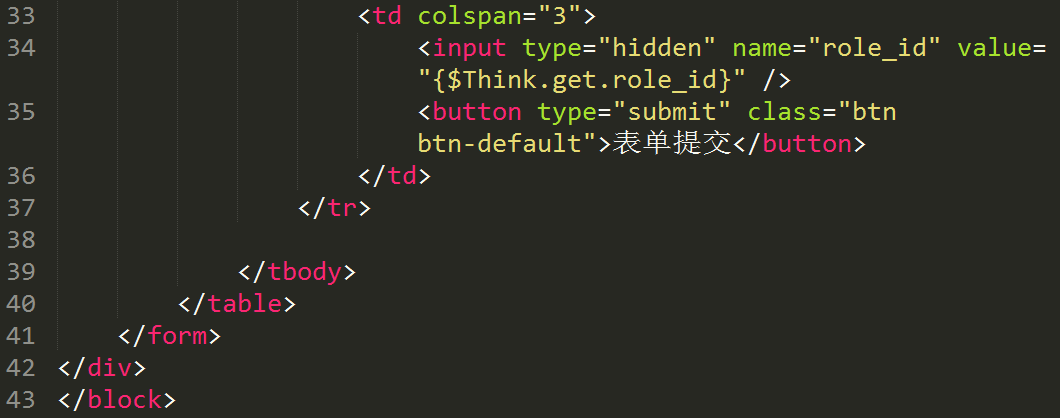 33 <td colspan="3">
34 <input type="hidden" name="role_id" value=
"{$Think.get.role_id}" />
35 <button type="submit" class="btn
btn-default">表单提交</button>
36 </td>
37 </tr>
38
39 </tbody>
40 </table>
41 </form>
42 </div>
43 </block>